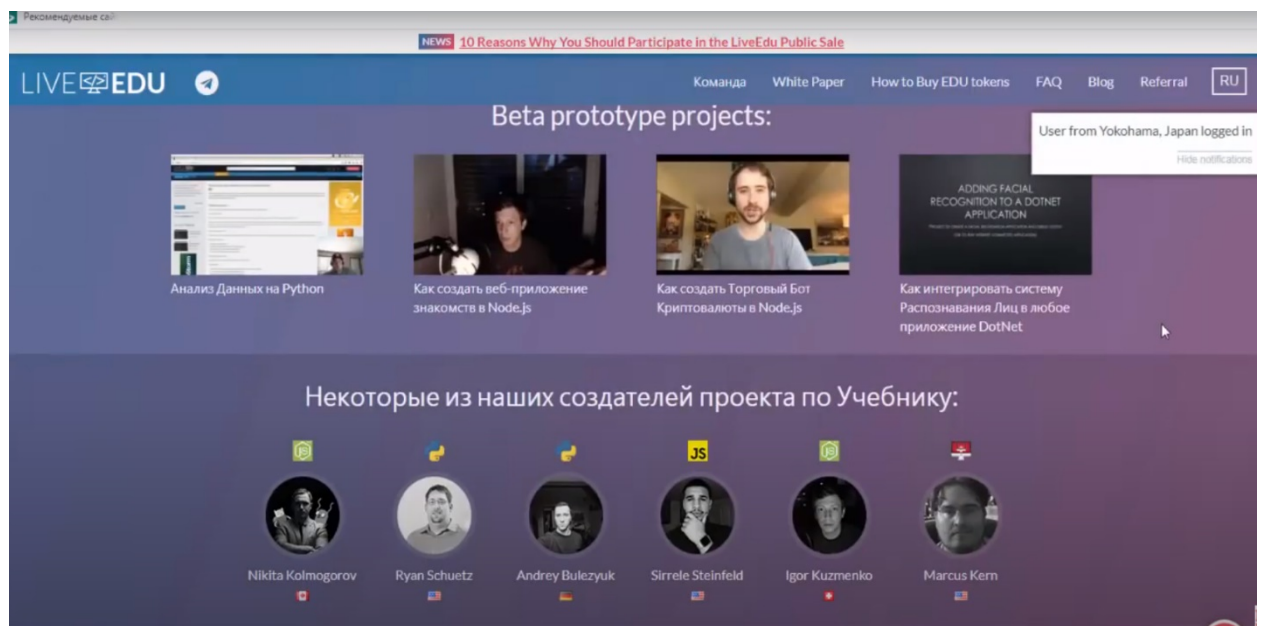 Рекомендуемые сай
NEWS 10 Reasons Why You Should Participate in the LiveEdu Public Sale
LIVE EDU
Команда White Paper How to Buy EDU tokens FAQ Blog Referral RU
Beta prototype projects:
User from Yokohama, Japan logged in
Hide notifications
ADDING FACIAL
RECOGNITION TO A DOTNET
APPLICATION
Анализ Данных на Python
Как создать веб-приложение
знакомств в Node.js
Как создать Торговый Бот
Криптовалюты в Node.js
Как интегрировать систему
Распознавания Лиц в любое
приложение DotNet
Некоторые из наших создателей проекта по Учебнику:
JS
Nikita Kolmogorov Ryan Schuetz Andrey Bulezyuk Sirrele Steinfeld Igor Kuzmenko Marcus Kern